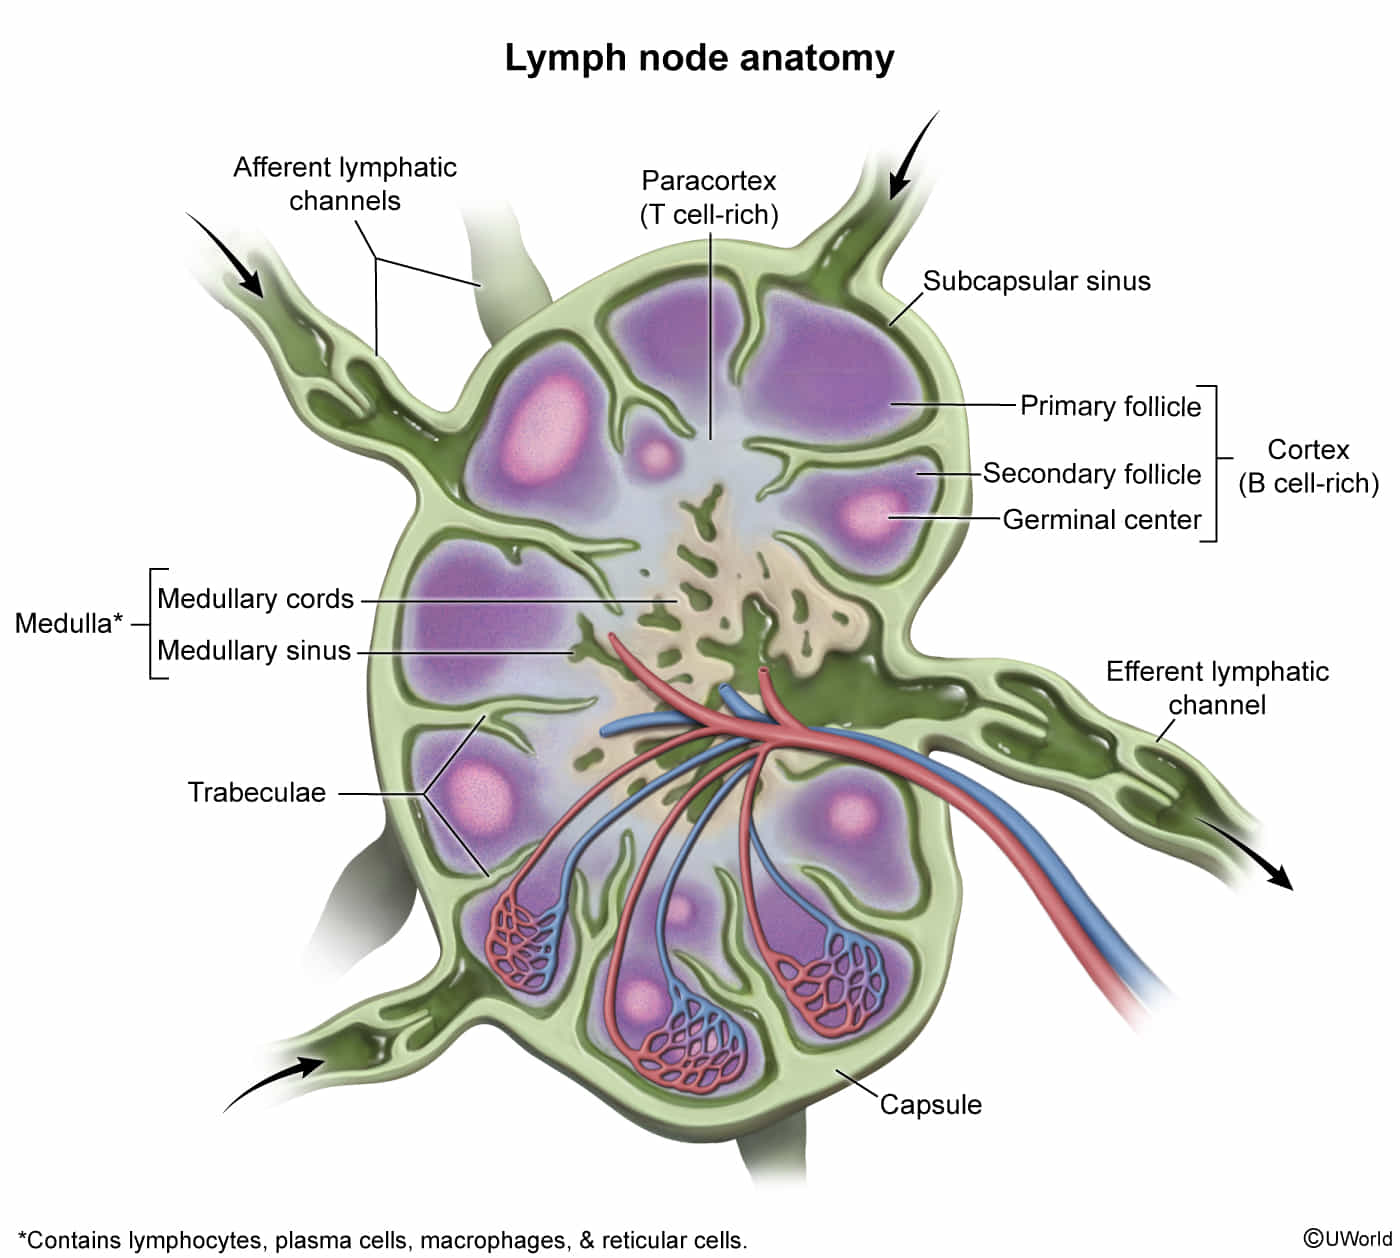 Lymph node anatomy
Afferent lymphatic
channels
Paracortex
(T cell-rich)
Subcapsular sinus
Primary follicle
Secondary follicle
Germinal center
Cortex
(B cell-rich)
Medulla*
Medullary cords
Medullary sinus
Efferent lymphatic
channel
Trabeculae
Capsule
*Contains lymphocytes, plasma cells, macrophages, & reticular cells.
©UWorld